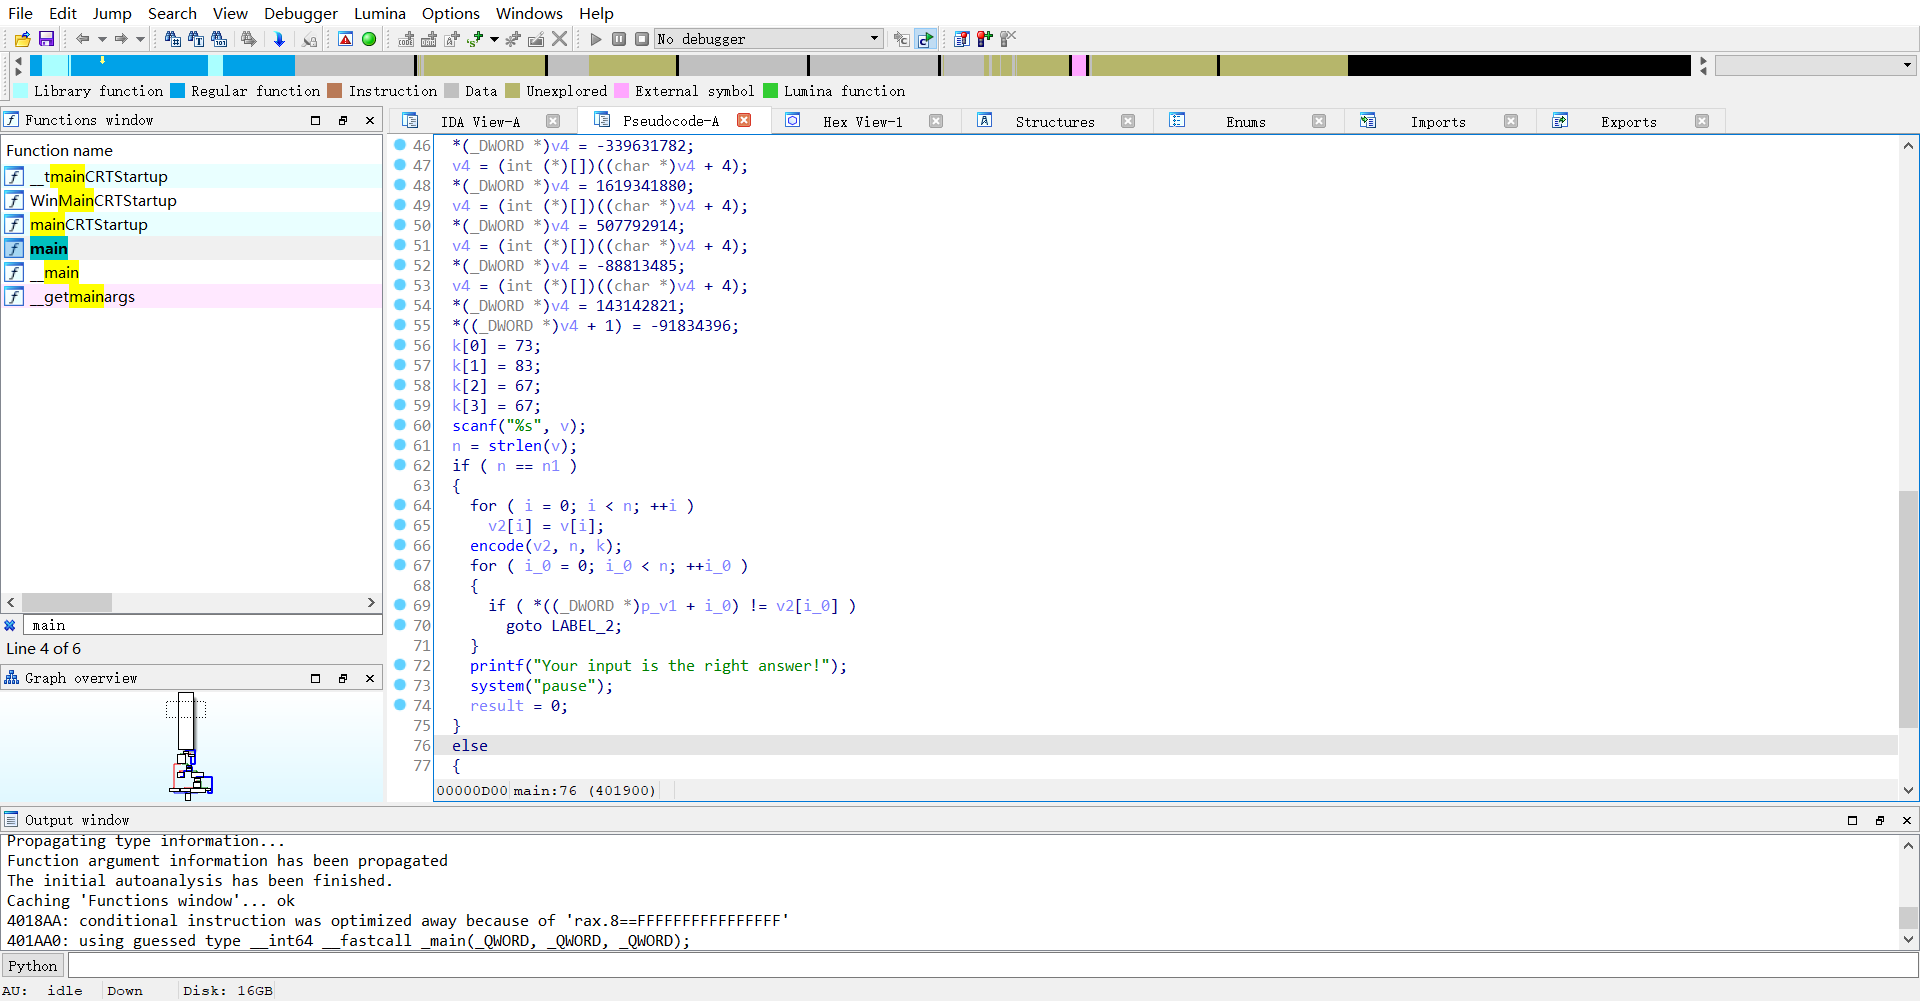 File Edit Jump Search View Debugger Lumina Options Windows Help
No debugger
Library function Regular function Instruction Data Unexplored External symbol Lumina function
Functions window
IDA View-A Pseudocode-A Hex View-1 Structures Enums Imports Exports
Function name
__tmainCRTStartup
WinMainCRTStartup
mainCRTStartup
main
__main
__getmainargs
main
Line 4 of 6
Graph overview
46 *(_DWORD *)v4 = -339631782;
47 v4 = (int (*)[])((char *)v4 + 4);
48 *(_DWORD *)v4 = 1619341880;
49 v4 = (int (*)[])((char *)v4 + 4);
50 *(_DWORD *)v4 = 507792914;
51 v4 = (int (*)[])((char *)v4 + 4);
52 *(_DWORD *)v4 = -88813485;
53 v4 = (int (*)[])((char *)v4 + 4);
54 *(_DWORD *)v4 = 143142821;
55 *((_DWORD *)v4 + 1) = -91834396;
56 k[0] = 73;
57 k[1] = 83;
58 k[2] = 67;
59 k[3] = 67;
60 scanf("%s", v);
61 n = strlen(v);
62 if ( n == n1 )
63 {
64 for ( i = 0; i < n; ++i )
65 v2[i] = v[i];
66 encode(v2, n, k);
67 for ( i_0 = 0; i_0 < n; ++i_0 )
68 {
69 if ( *((_DWORD *)p_v1 + i_0) != v2[i_0] )
70 goto LABEL_2;
71 }
72 printf("Your input is the right answer!");
73 system("pause");
74 result = 0;
75 }
76 else
77 {
00000D00 main:76 (401900)
Output window
Propagating type information...
Function argument information has been propagated
The initial autoanalysis has been finished.
Caching 'Functions window'... ok
4018AA: conditional instruction was optimized away because of 'rax.8==FFFFFFFFFFFFFFFF'
401AA0: using guessed type __int64 __fastcall _main(_QWORD, _QWORD, _QWORD);
Python
AU: idle Down Disk: 16GB